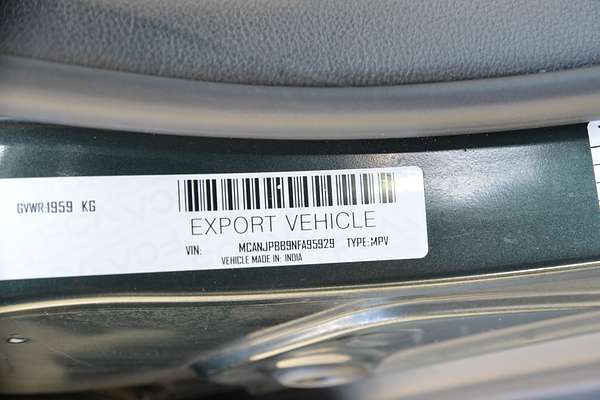 GVWR:1959 KG
EXPORT VEHICLE
VIN: MCANJPBB9NFA95929 TYPE: MPV
VEHICLE MADE IN: INDIA